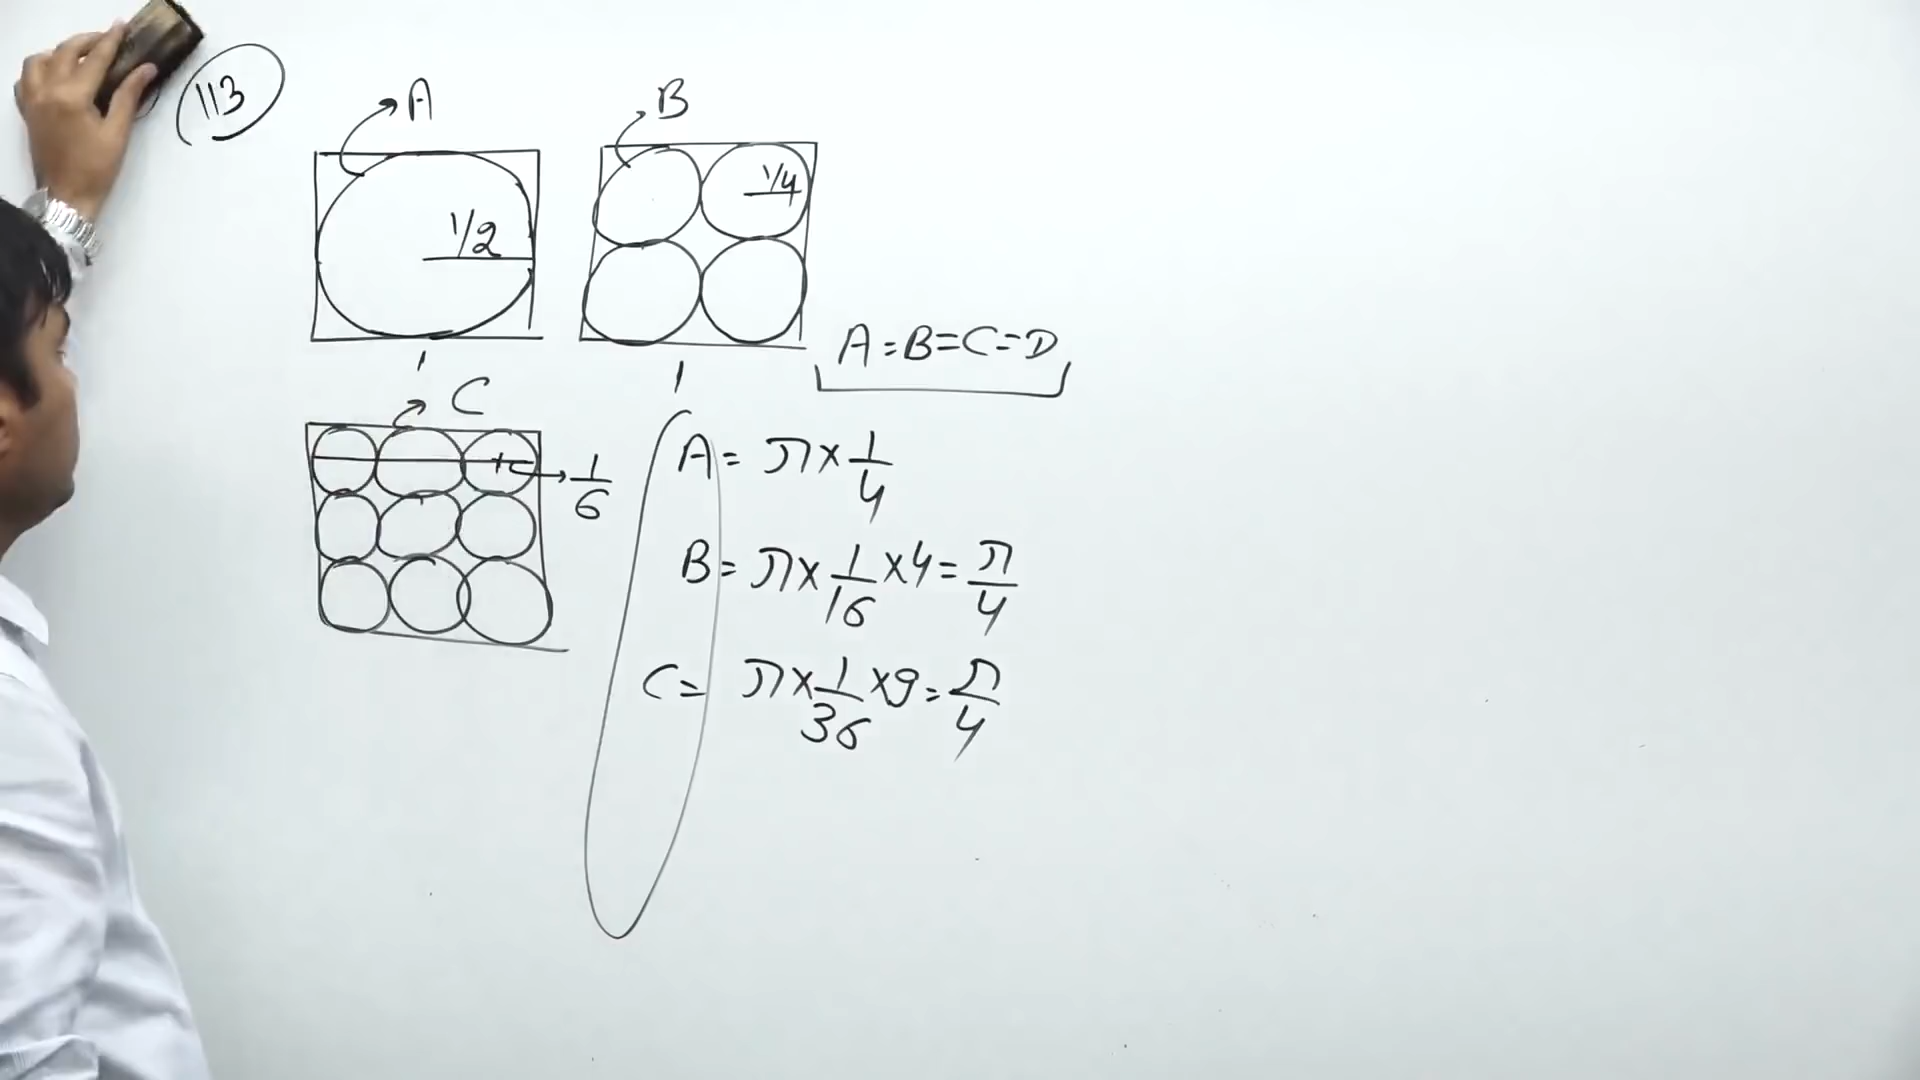 113
A
B
1/2
1/4
1
1
A=B=C=D
C
1/6
A = π × 1/4
B = π × 1/16 × 4 = π/4
C = π × 1/36 × 9 = π/4